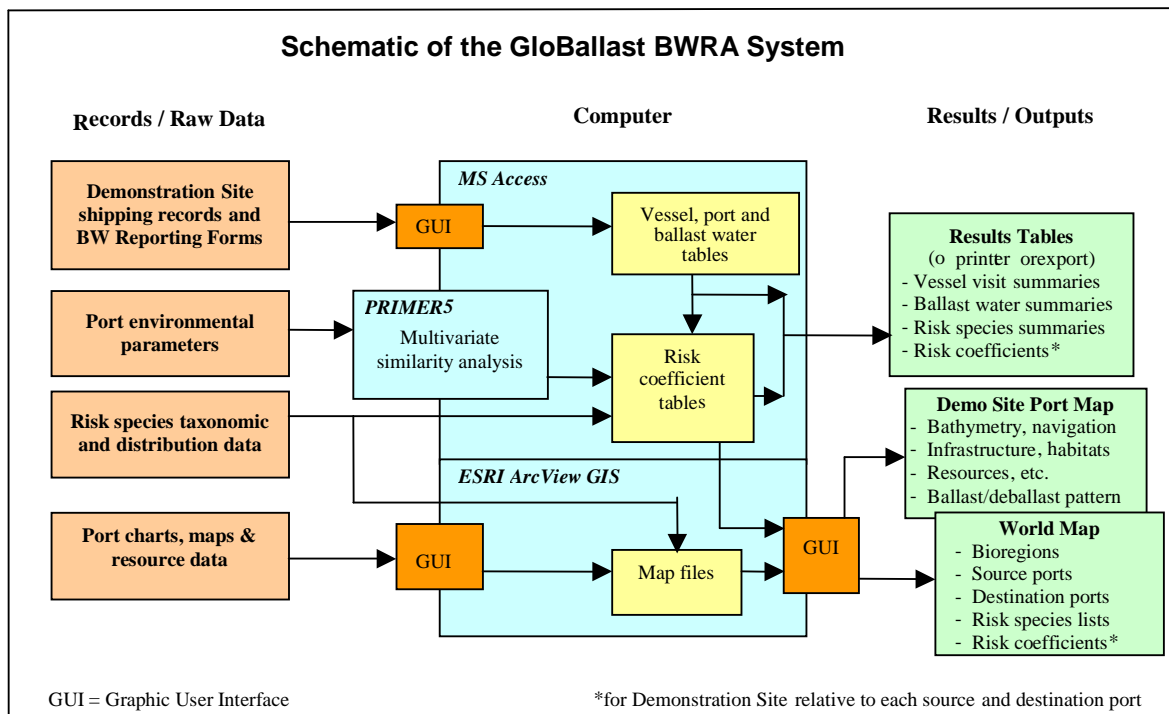 Schematic of the GloBallast BWRA System
Records / Raw Data
Computer
Results / Outputs
Demonstration Site
shipping records and
BW Reporting Forms
Port environmental
parameters
Risk species taxonomic
and distribution data
Port charts, maps &
resource data
MS Access
GUI
Vessel, port and
ballast water
tables
PRIMER5
Multivariate
similarity analysis
Risk
coefficient
tables
ESRI ArcView GIS
GUI
Map files
GUI
Results Tables
(o printer orexport)
- Vessel visit summaries
- Ballast water summaries
- Risk species summaries
- Risk coefficients*
Demo Site Port Map
- Bathymetry, navigation
- Infrastructure, habitats
- Resources, etc.
- Ballast/deballast pattern
World Map
- Bioregions
- Source ports
- Destination ports
- Risk species lists
- Risk coefficients*
GUI = Graphic User Interface
*for Demonstration Site relative to each source and destination port